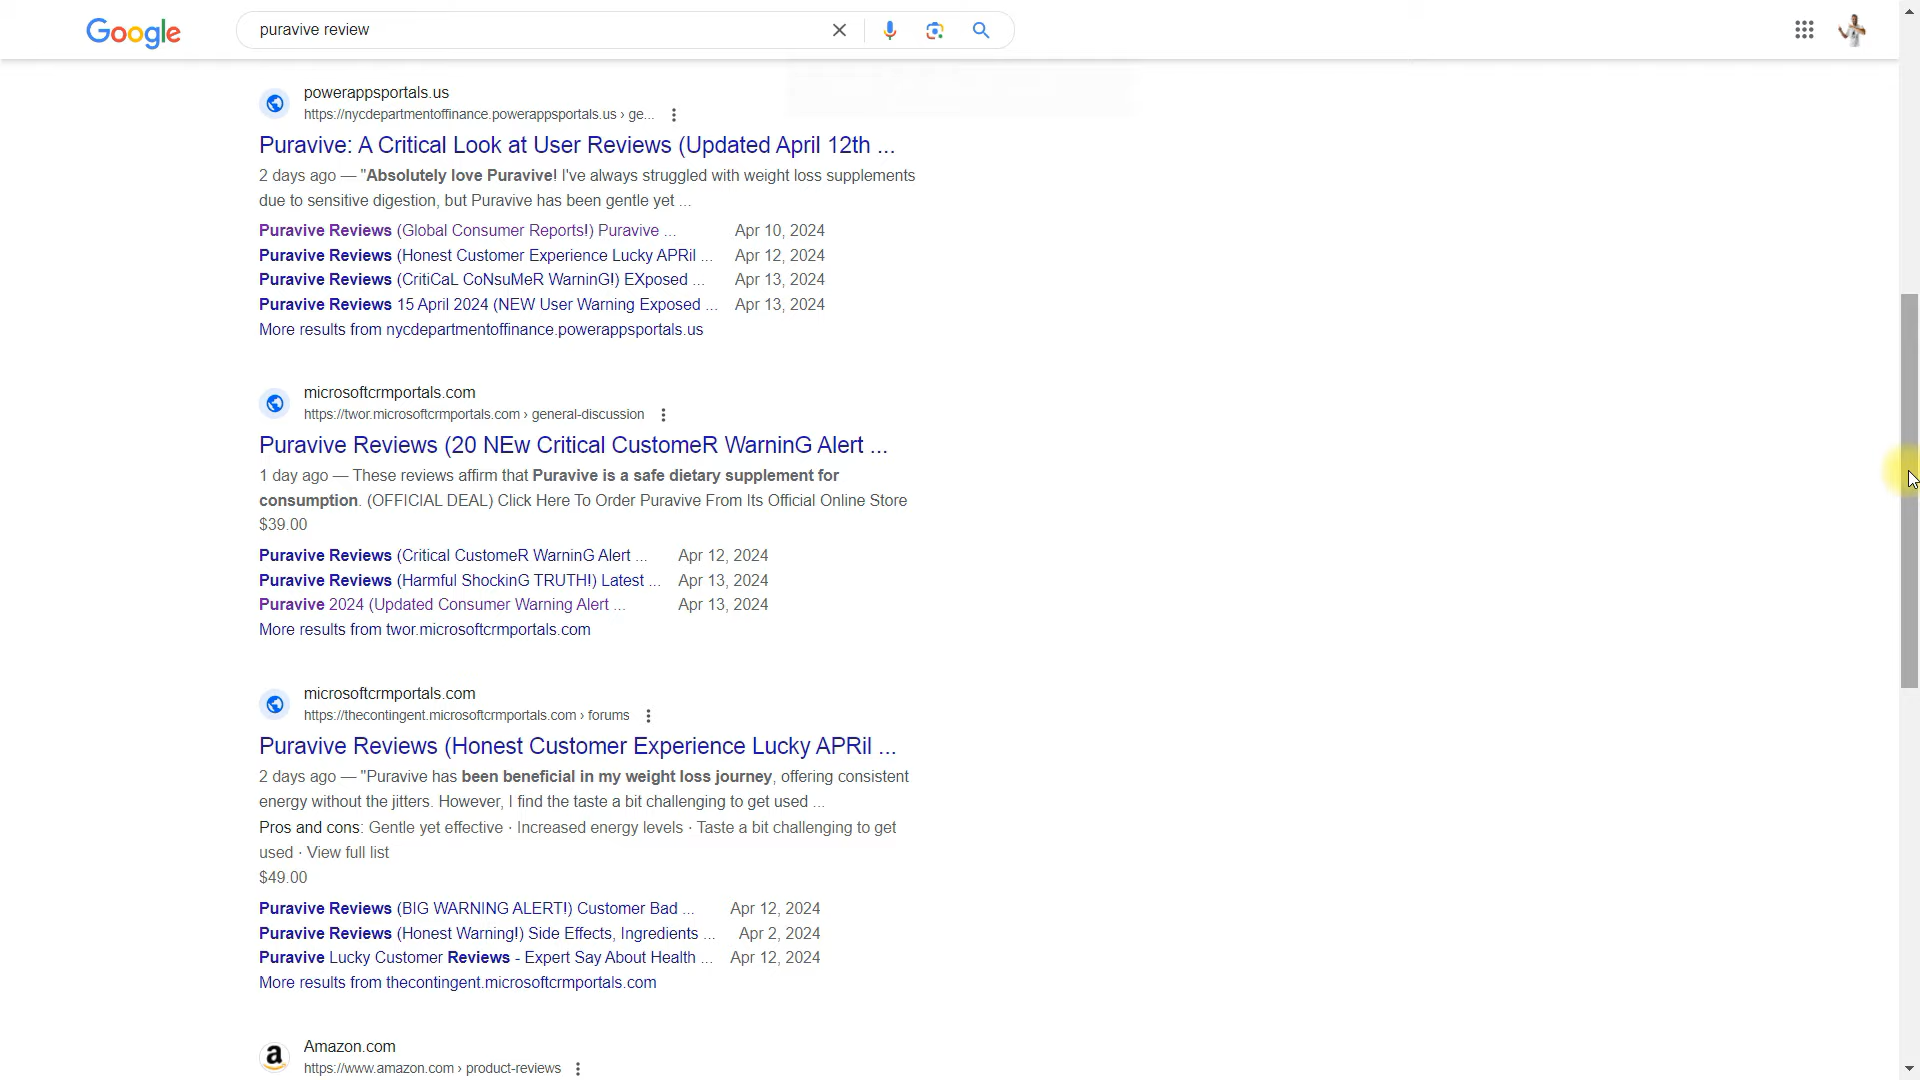 Google
puravive review
powerappsportals.us
https://nycdepartmentoffinance.powerappsportals.us › ge...
Puravive: A Critical Look at User Reviews (Updated April 12th ...
2 days ago — "Absolutely love Puravive! I've always struggled with weight loss supplements
due to sensitive digestion, but Puravive has been gentle yet ...
Puravive Reviews (Global Consumer Reports!) Puravive ... Apr 10, 2024
Puravive Reviews (Honest Customer Experience Lucky APRil ... Apr 12, 2024
Puravive Reviews (CritiCaL CoNsuMeR WarninG!) EXposed ... Apr 13, 2024
Puravive Reviews 15 April 2024 (NEW User Warning Exposed ... Apr 13, 2024
More results from nycdepartmentoffinance.powerappsportals.us
microsoftcrmportals.com
https://twor.microsoftcrmportals.com › general-discussion
Puravive Reviews (20 NEw Critical CustomeR WarninG Alert ...
1 day ago — These reviews affirm that Puravive is a safe dietary supplement for
consumption. (OFFICIAL DEAL) Click Here To Order Puravive From Its Official Online Store
$39.00
Puravive Reviews (Critical CustomeR WarninG Alert ... Apr 12, 2024
Puravive Reviews (Harmful ShockinG TRUTH!) Latest ... Apr 13, 2024
Puravive 2024 (Updated Consumer Warning Alert ... Apr 13, 2024
More results from twor.microsoftcrmportals.com
microsoftcrmportals.com
https://thecontingent.microsoftcrmportals.com › forums
Puravive Reviews (Honest Customer Experience Lucky APRil ...
2 days ago — "Puravive has been beneficial in my weight loss journey, offering consistent
energy without the jitters. However, I find the taste a bit challenging to get used ...
Pros and cons: Gentle yet effective · Increased energy levels · Taste a bit challenging to get
used · View full list
$49.00
Puravive Reviews (BIG WARNING ALERT!) Customer Bad ... Apr 12, 2024
Puravive Reviews (Honest Warning!) Side Effects, Ingredients ... Apr 2, 2024
Puravive Lucky Customer Reviews - Expert Say About Health ... Apr 12, 2024
More results from thecontingent.microsoftcrmportals.com
Amazon.com
https://www.amazon.com › product-reviews